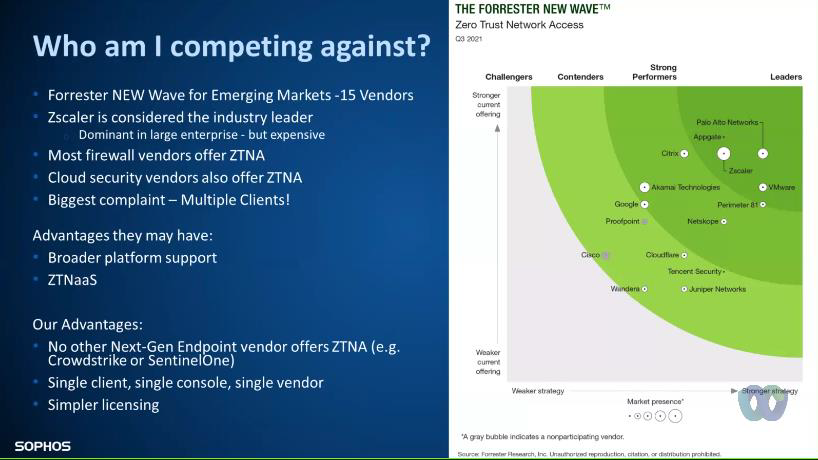 Who am I competing against?
Forrester NEW Wave for Emerging Markets -15 Vendors
Zscaler is considered the industry leader
Dominant in large enterprise - but expensive
Most firewall vendors offer ZTNA
Cloud security vendors also offer ZTNA
Biggest complaint – Multiple Clients!
Advantages they may have:
Broader platform support
ZTNaaS
Our Advantages:
No other Next-Gen Endpoint vendor offers ZTNA (e.g.
Crowdstrike or SentinelOne)
Single client, single console, single vendor
Simpler licensing
SOPHOS
THE FORRESTER NEW WAVE™
Zero Trust Network Access
Q3 2021
Challengers
Contenders
Strong
Performers
Leaders
Stronger
current
offering
Palo Alto Networks
Appgate
Citrix
Zscaler
Akamai Technologies
VMware
Google
Perimeter 81
Proofpoint
Netskope
Cisco
Cloudflare
Tencent Security
Wandera
Juniper Networks
Weaker
current
offering
Weaker strategy
Stronger strategy
Market presence*
*A gray bubble indicates a nonparticipating vendor.
Source: Forrester Research, Inc. Unauthorized reproduction, citation, or distribution prohibited.